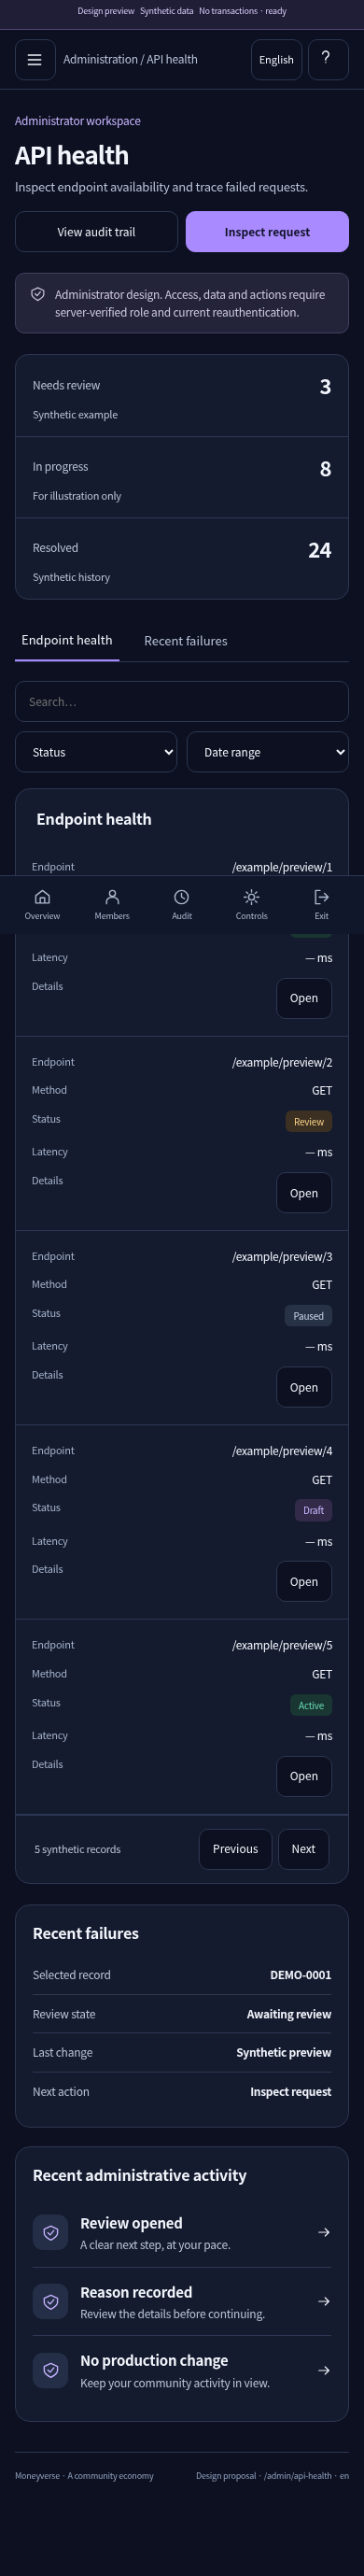 Design preview Synthetic data No transactions · ready
Administration / API health
English
?
Administrator workspace
API health
Inspect endpoint availability and trace failed requests.
View audit trail
Inspect request
Administrator design. Access, data and actions require
server-verified role and current reauthentication.
Needs review
3
Synthetic example
In progress
8
For illustration only
Resolved
24
Synthetic history
Endpoint health
Recent failures
Search...
Status
Date range
Endpoint health
Endpoint
/example/preview/1
Overview
Members
Audit
Controls
Exit
Latency
— ms
Details
Open
Endpoint
/example/preview/2
Method
GET
Status
Review
Latency
— ms
Details
Open
Endpoint
/example/preview/3
Method
GET
Status
Paused
Latency
— ms
Details
Open
Endpoint
/example/preview/4
Method
GET
Status
Draft
Latency
— ms
Details
Open
Endpoint
/example/preview/5
Method
GET
Status
Active
Latency
— ms
Details
Open
5 synthetic records
Previous
Next
Recent failures
Selected record
DEMO-0001
Review state
Awaiting review
Last change
Synthetic preview
Next action
Inspect request
Recent administrative activity
Review opened
A clear next step, at your pace.
Reason recorded
Review the details before continuing.
No production change
Keep your community activity in view.
Moneyverse · A community economy
Design proposal · /admin/api-health · en